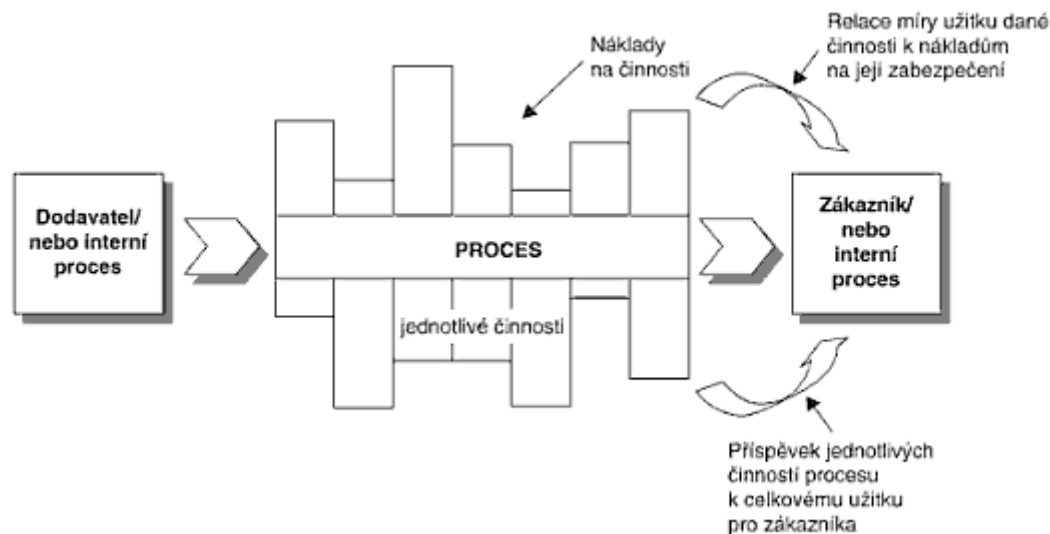 Náklady
na činnosti
Relace míry užitku dané
činnosti k nákladům
na její zabezpečení
Dodavatel/
nebo interní
proces
PROCES
jednotlivé činnosti
Zákazník/
nebo
interní
proces
Příspěvek jednotlivých
činností procesu
k celkovému užitku
pro zákazníka